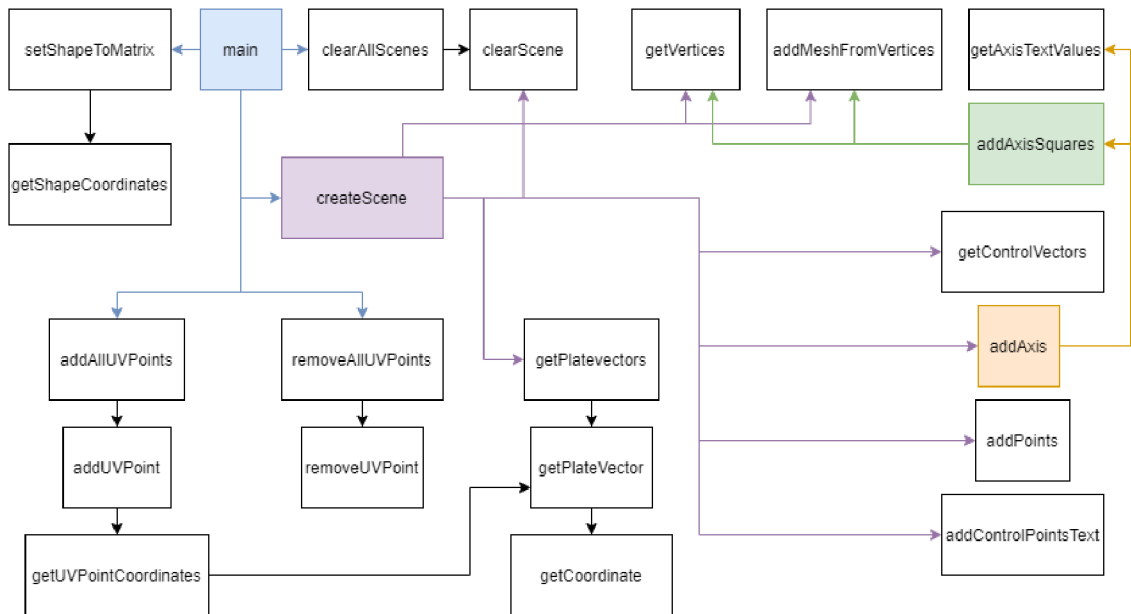 setShapeToMatrix
main
clearAllScenes
clearScene
getVertices
addMeshFromVertices
getAxisTextValues
addAxisSquares
getShapeCoordinates
createScene
getControlVectors
addAllUVPoints
removeAllUVPoints
getPlatevectors
addAxis
addUVPoint
removeUVPoint
getPlateVector
addPoints
addControlPointsText
getUVPointCoordinates
getCoordinate